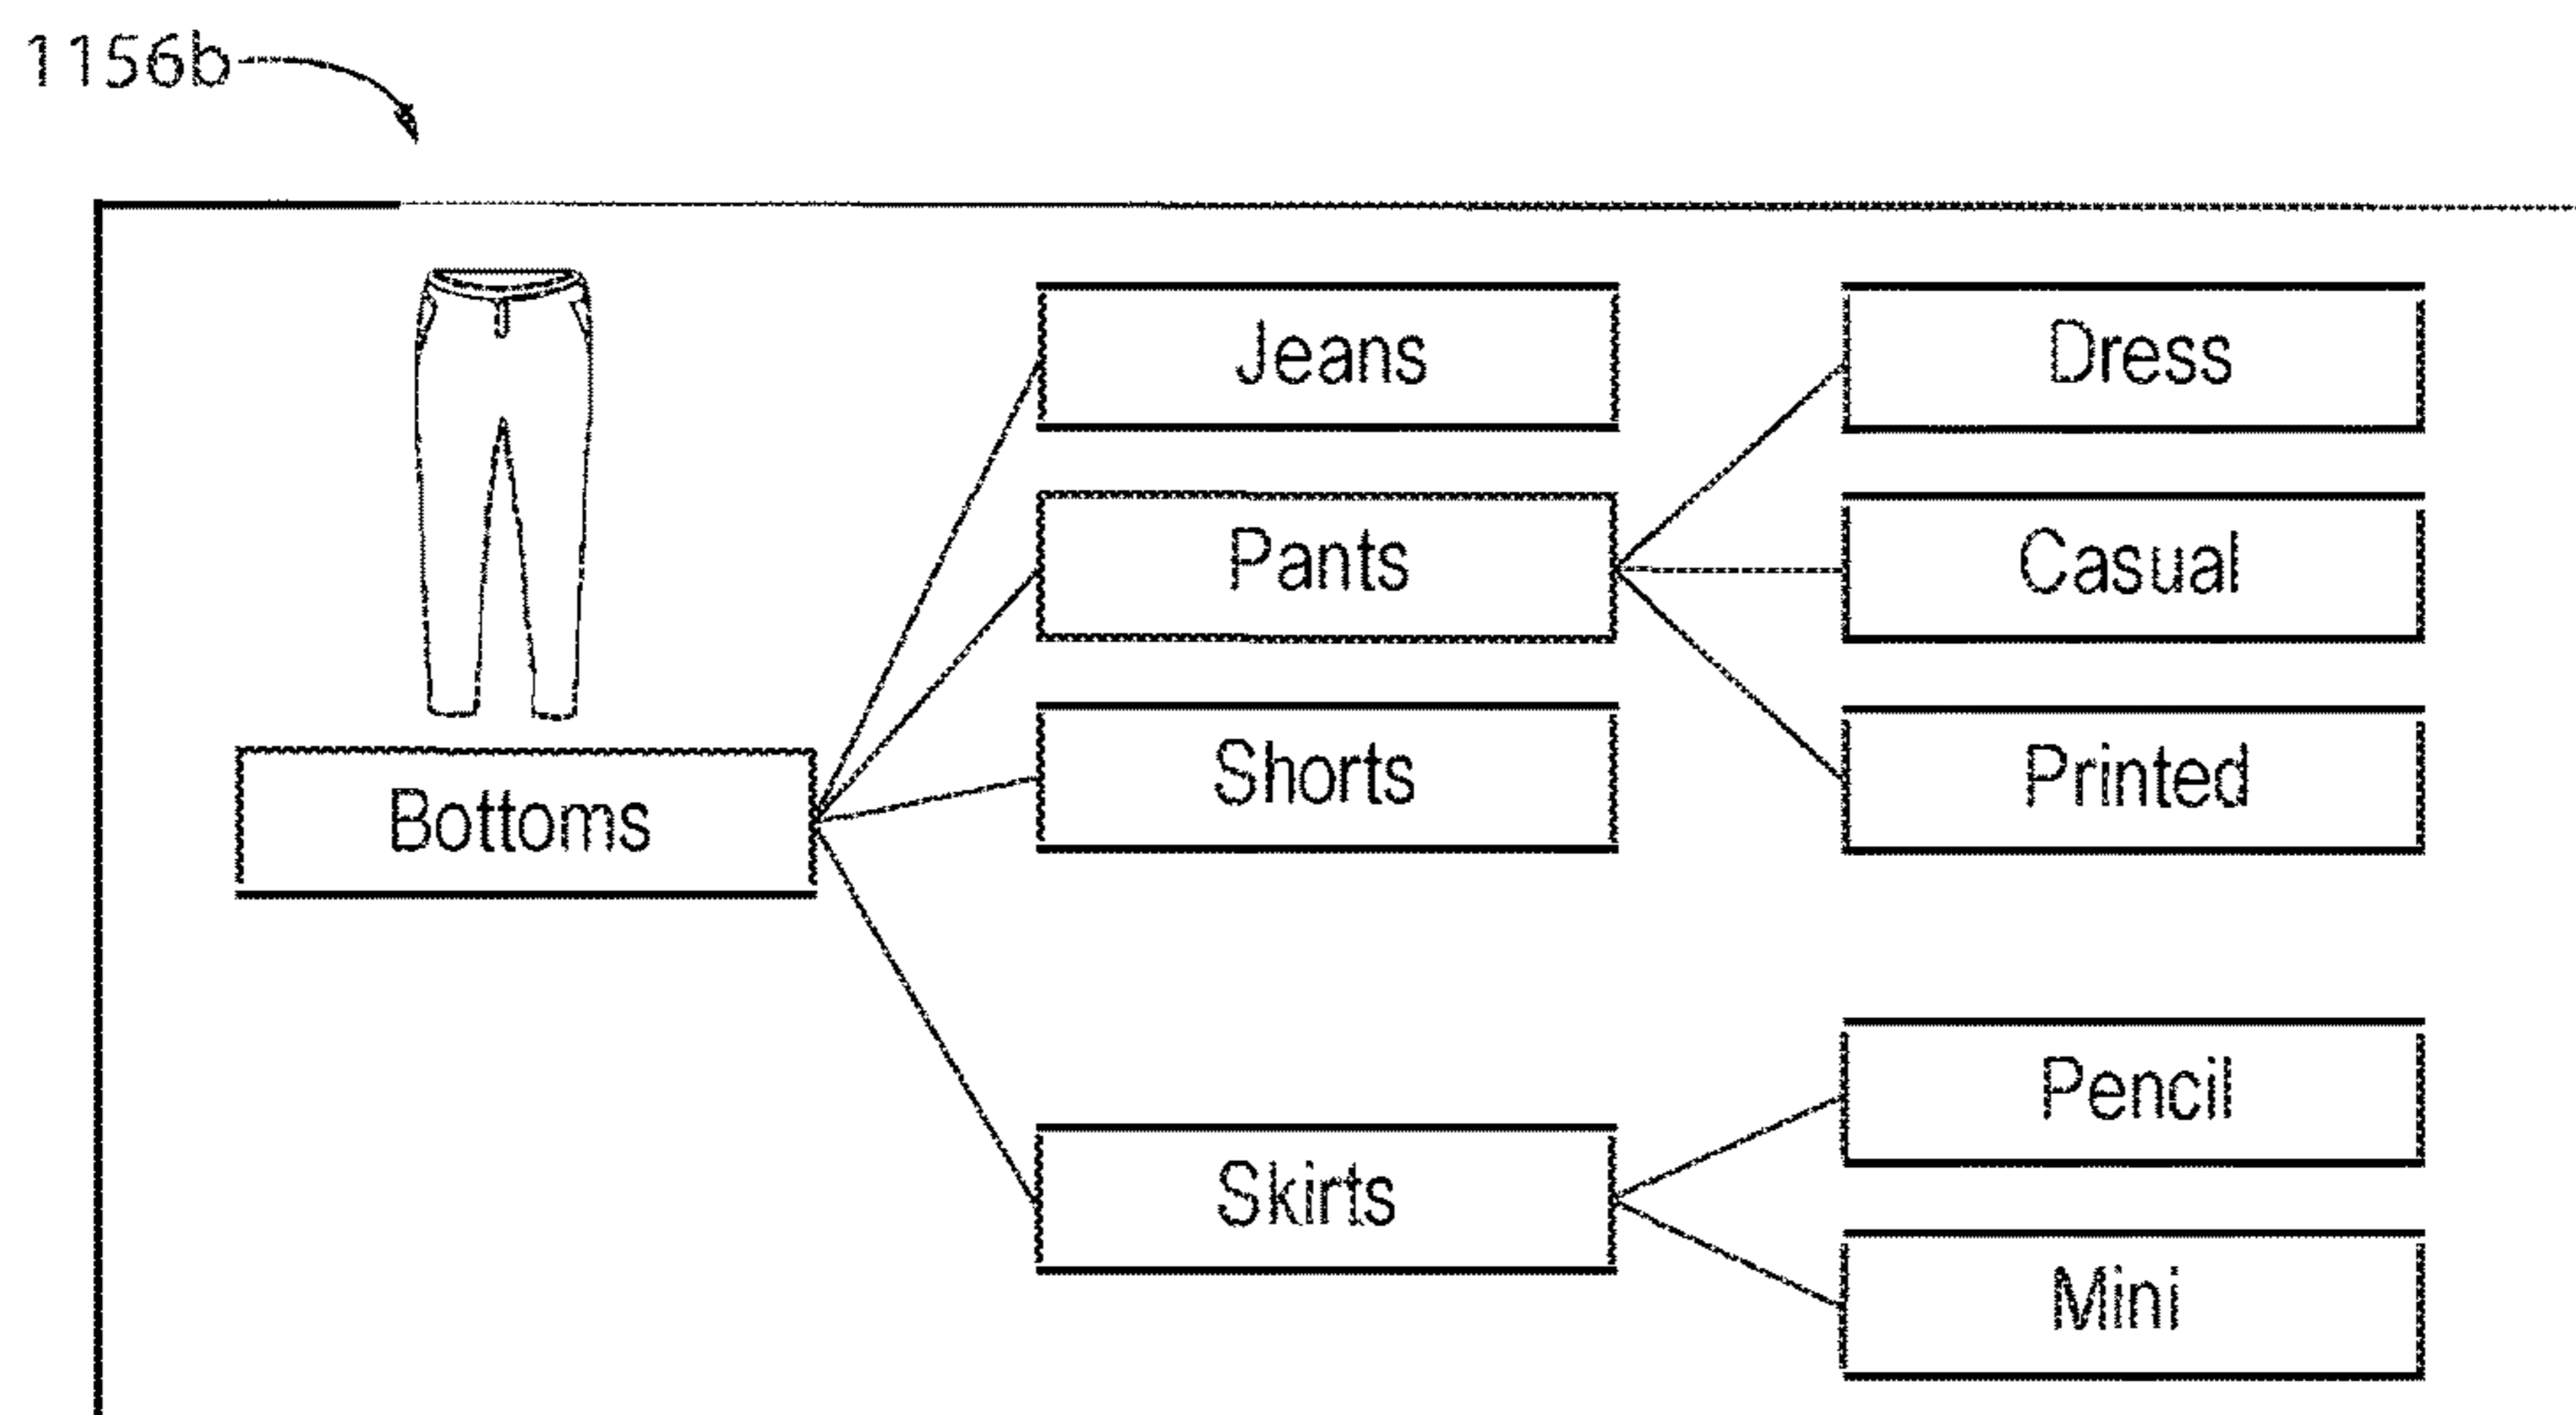 1156b
Jeans
Dress
Pants
Casual
Shorts
Printed
Bottoms
Pencil
Skirts
Mini